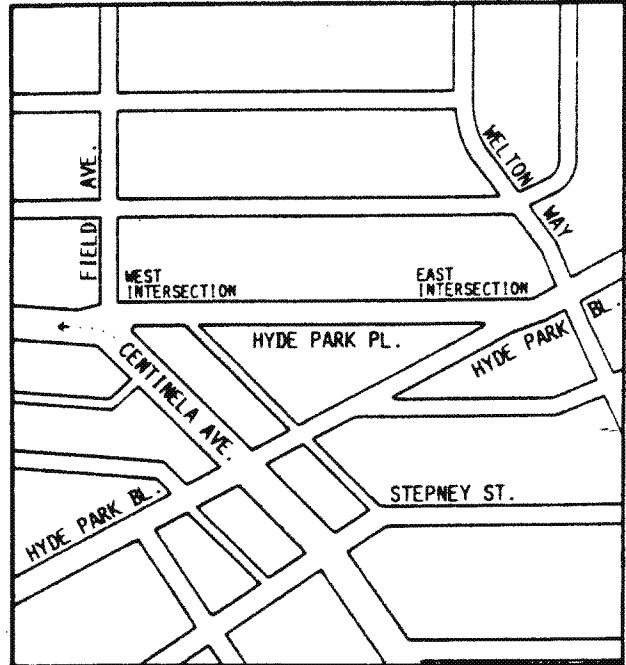 WELTON
WAY
FIELD AVE.
WEST
INTERSECTION
EAST
INTERSECTION
HYDE PARK PL.
HYDE PARK BL.
CENTINELA AVE.
HYDE PARK BL.
STEPNEY ST.